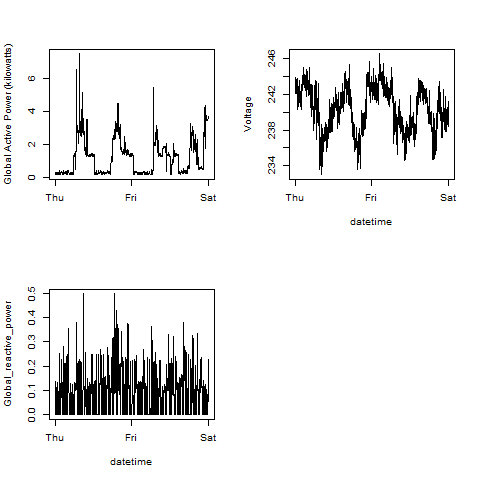 Global Active Power (kilowatts)
0 2 4 6
Thu Fri Sat
Voltage
234 238 242 246
Thu Fri Sat
datetime
Global_reactive_power
0.0 0.1 0.2 0.3 0.4 0.5
Thu Fri Sat
datetime